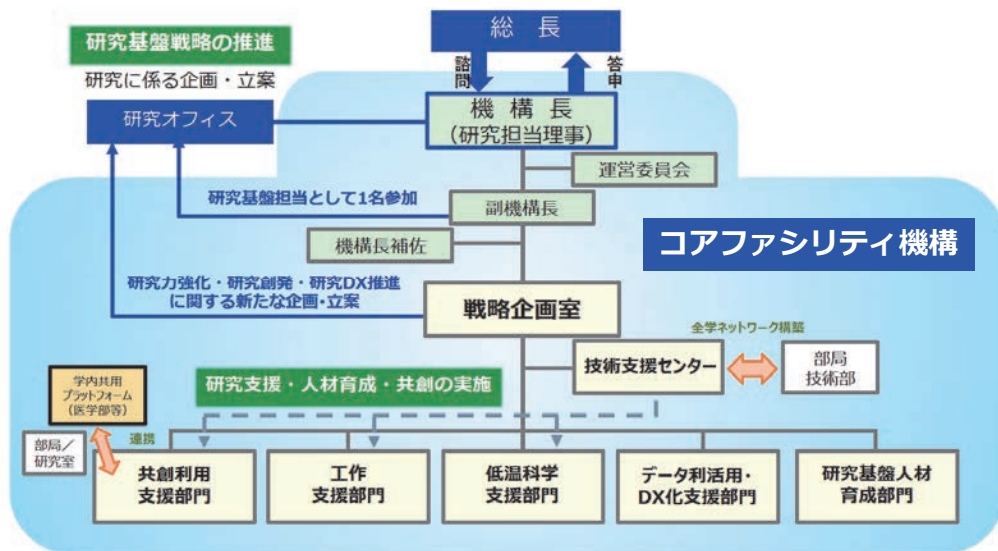 総 長
研究基盤戦略の推進
諮問
答申
研究に係る企画・立案
研究オフィス
機 構 長
(研究担当理事)
運営委員会
研究基盤担当として1名参加
副機構長
コアファシリティ機構
機構長補佐
研究力強化・研究創発・研究DX推進
に関する新たな企画・立案
戦略企画室
全学ネットワーク構築
技術支援センター
部局
技術部
学内共用
プラットフォーム
(医学部等)
研究支援・人材育成・共創の実施
部局/
研究室
連携
共創利用
支援部門
工作
支援部門
低温科学
支援部門
データ利活用・
DX化支援部門
研究基盤人材
育成部門